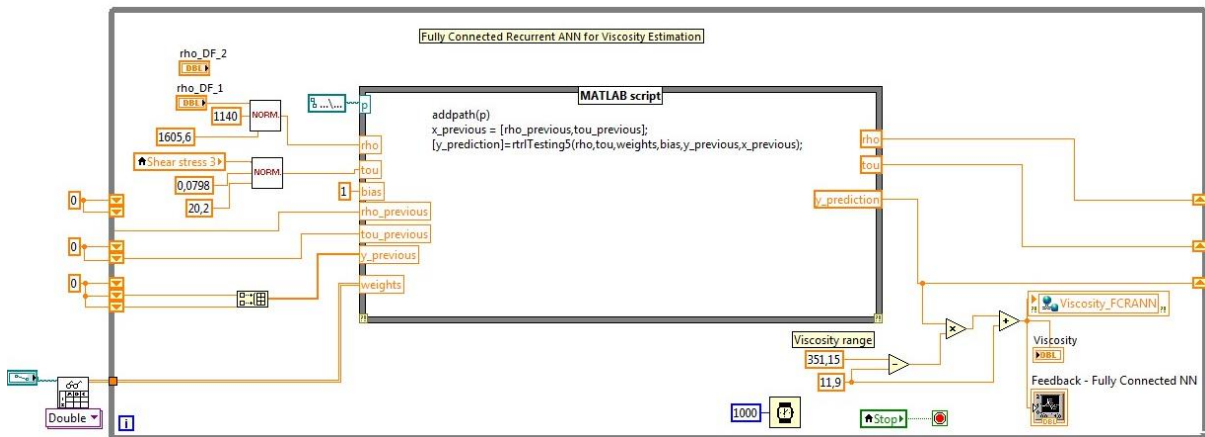 Fully Connected Recurrent ANN for Viscosity Estimation
rho_DF_2
DBL
rho_DF_1
DBL
1140
NORM.
1605,6
Shear stress 3
0,0798
NORM.
20,2
0
0
0
...\...
1
MATLAB script
p
rho
tou
bias
rho_previous
tou_previous
y_previous
weights
addpath(p)
x_previous = [rho_previous,tou_previous];
[y_prediction]=rtrlTesting5(rho,tou,weights,bias,y_previous,x_previous);
rho
tou
y_prediction
Viscosity range
351,15
11,9
Viscosity_FCRANN
Viscosity
DBL
Feedback - Fully Connected NN
DBL
Double
i
1000
Stop